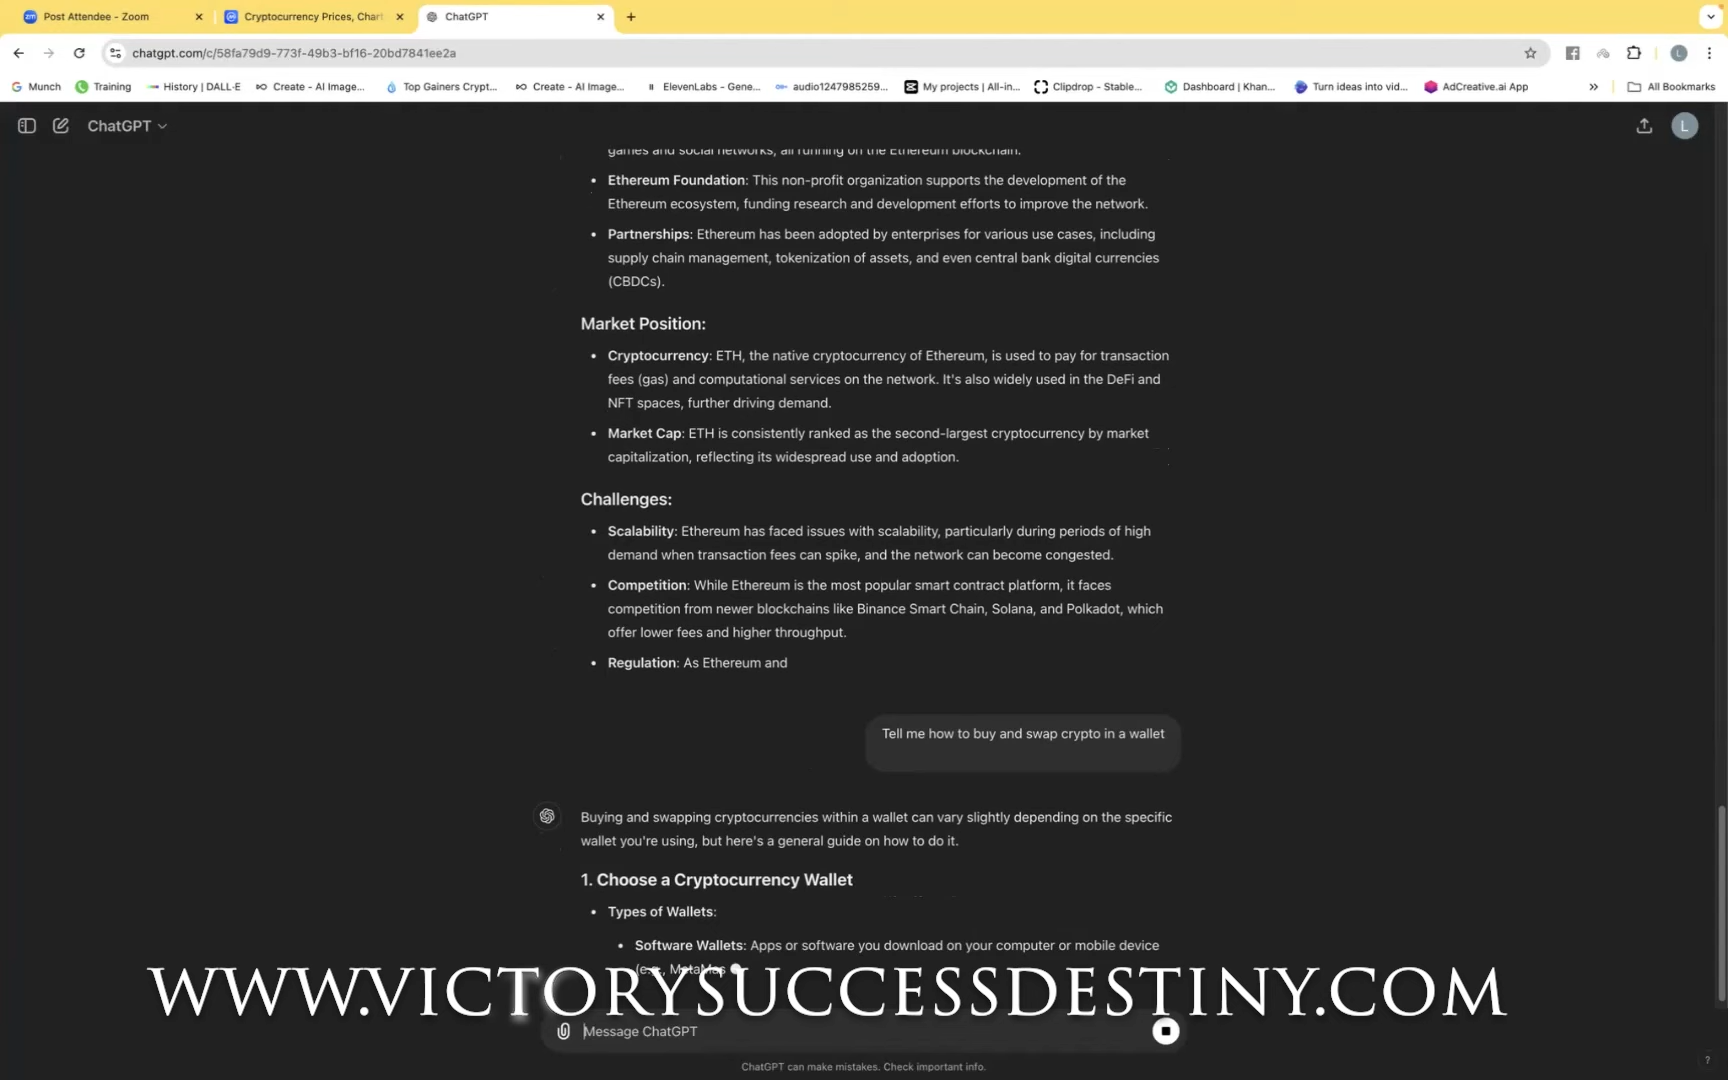 Post Attendee - Zoom
Cryptocurrency Prices, Chart
ChatGPT
chatgpt.com/c/58fa79d9-773f-49b3-bf16-20bd7841ee2a
L
Munch
Training
History | DALL·E
Create - AI Image...
Top Gainers Crypt...
Create - AI Image...
ElevenLabs - Gene...
audio1247985259...
My projects | All-in...
Clipdrop - Stable...
Dashboard | Khan...
Turn ideas into vid...
AdCreative.ai App
»
All Bookmarks
ChatGPT
L
games and social networks, all running on the Ethereum blockchain.
• Ethereum Foundation: This non-profit organization supports the development of the
Ethereum ecosystem, funding research and development efforts to improve the network.
• Partnerships: Ethereum has been adopted by enterprises for various use cases, including
supply chain management, tokenization of assets, and even central bank digital currencies
(CBDCs).
Market Position:
• Cryptocurrency: ETH, the native cryptocurrency of Ethereum, is used to pay for transaction
fees (gas) and computational services on the network. It's also widely used in the DeFi and
NFT spaces, further driving demand.
• Market Cap: ETH is consistently ranked as the second-largest cryptocurrency by market
capitalization, reflecting its widespread use and adoption.
Challenges:
• Scalability: Ethereum has faced issues with scalability, particularly during periods of high
demand when transaction fees can spike, and the network can become congested.
• Competition: While Ethereum is the most popular smart contract platform, it faces
competition from newer blockchains like Binance Smart Chain, Solana, and Polkadot, which
offer lower fees and higher throughput.
• Regulation: As Ethereum and
Tell me how to buy and swap crypto in a wallet
Buying and swapping cryptocurrencies within a wallet can vary slightly depending on the specific
wallet you're using, but here's a general guide on how to do it.
1. Choose a Cryptocurrency Wallet
• Types of Wallets:
• Software Wallets: Apps or software you download on your computer or mobile device
(e.g., MetaMas
WWW.VICTORYSUCCESSDESTINY.COM
Message ChatGPT
ChatGPT can make mistakes. Check important info.
?